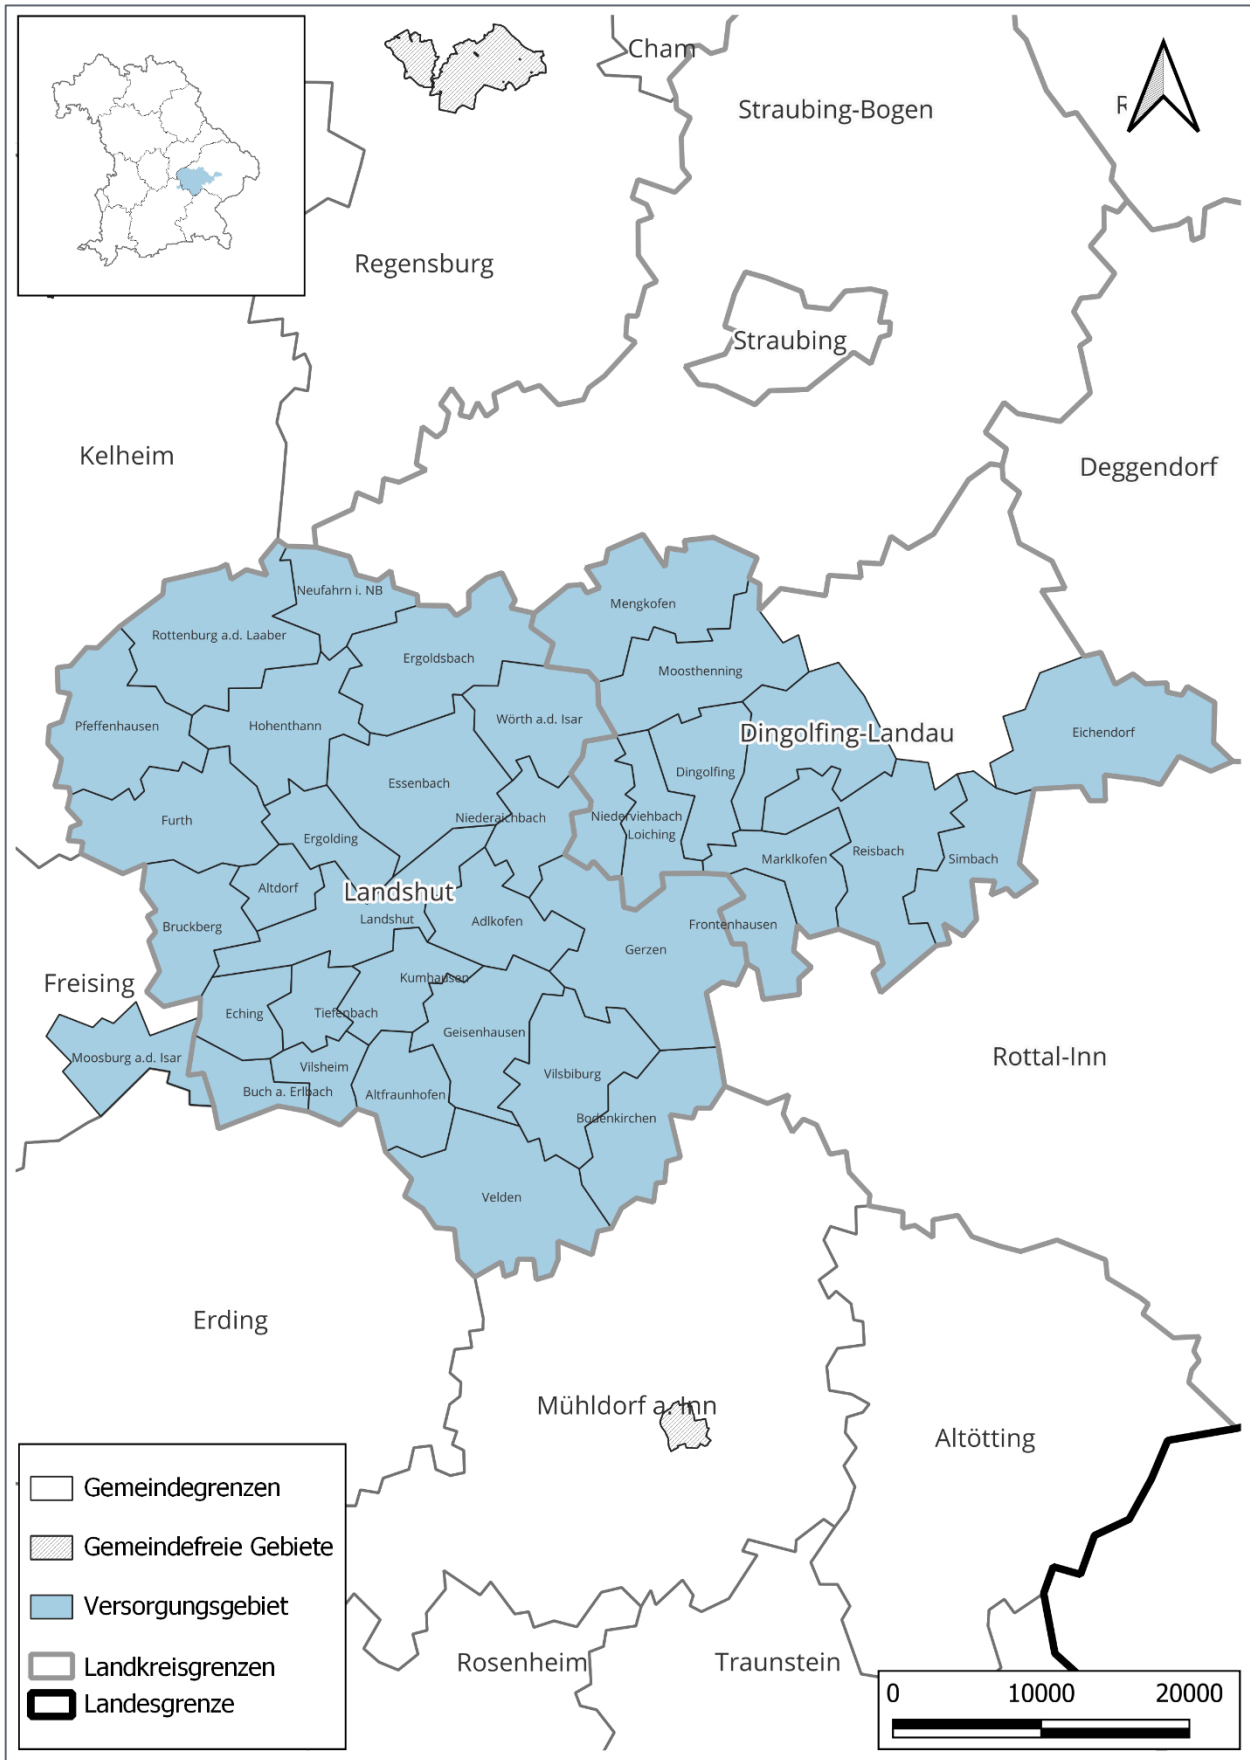 Cham
Straubing-Bogen
R
Regensburg
Straubing
Kelheim
Deggendorf
Neufahrn i. NB
Mengkofen
Rottenburg a.d. Laaber
Ergoldsbach
Moosthenning
Pfeffenhausen
Hohenthann
Wörth a.d. Isar
Dingolfing-Landau
Eichendorf
Dingolfing
Essenbach
Niederaichbach
Niederviehbach
Furth
Ergolding
Loiching
Marklkofen
Reisbach
Simbach
Altdorf
Landshut
Landshut
Bruckberg
Adlkofen
Frontenhausen
Gerzen
Freising
Kumhausen
Eching
Tiefenbach
Geisenhausen
Moosburg a.d. Isar
Vilsheim
Vilsbiburg
Rottal-Inn
Buch a. Erlbach
Altfraunhofen
Bodenkirchen
Velden
Erding
Mühldorf a. Inn
Altötting
Rosenheim
Traunstein
Gemeindegrenzen
Gemeindefreie Gebiete
Versorgungsgebiet
Landkreisgrenzen
Landesgrenze
0 10000 20000